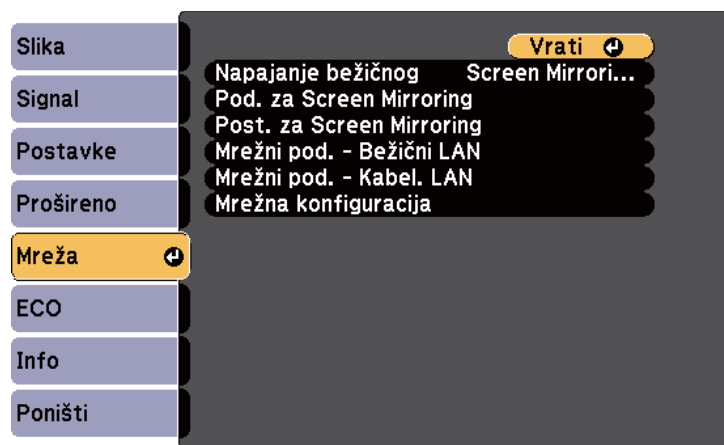 Slika
Signal
Postavke
Prošireno
Mreža
ECO
Info
Poništi
Vrati
Napajanje bežičnog Screen Mirrori...
Pod. za Screen Mirroring
Post. za Screen Mirroring
Mrežni pod. - Bežični LAN
Mrežni pod. - Kabel. LAN
Mrežna konfiguracija